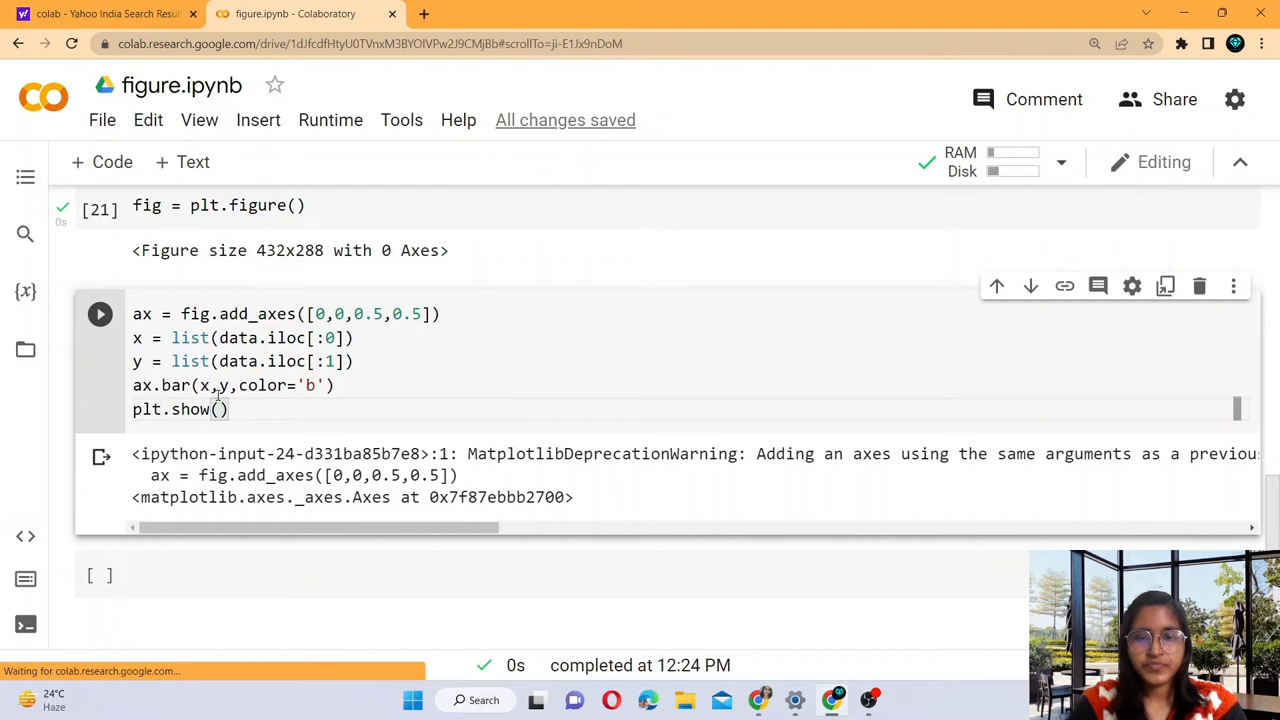 colab - Yahoo India Search Result
figure.ipynb - Colaboratory
colab.research.google.com/drive/1dJfcdfHtyU0TVnxM3BYOIVPw2J9CMjBb#scrollTo=ji-E1Jx9nDoM
figure.ipynb
Comment
Share
File Edit View Insert Runtime Tools Help All changes saved
+ Code + Text
RAM
Disk
Editing
[21] fig = plt.figure()
0s
<Figure size 432x288 with 0 Axes>
ax = fig.add_axes([0,0,0.5,0.5])
x = list(data.iloc[:0])
y = list(data.iloc[:1])
ax.bar(x,y,color='b')
plt.show()
<ipython-input-24-d331ba85b7e8>:1: MatplotlibDeprecationWarning: Adding an axes using the same arguments as a previou
ax = fig.add_axes([0,0,0.5,0.5])
<matplotlib.axes._axes.Axes at 0x7f87ebbb2700>
[ ]
{x}
Waiting for colab.research.google.com...
0s completed at 12:24 PM
24°C
Haze
Search